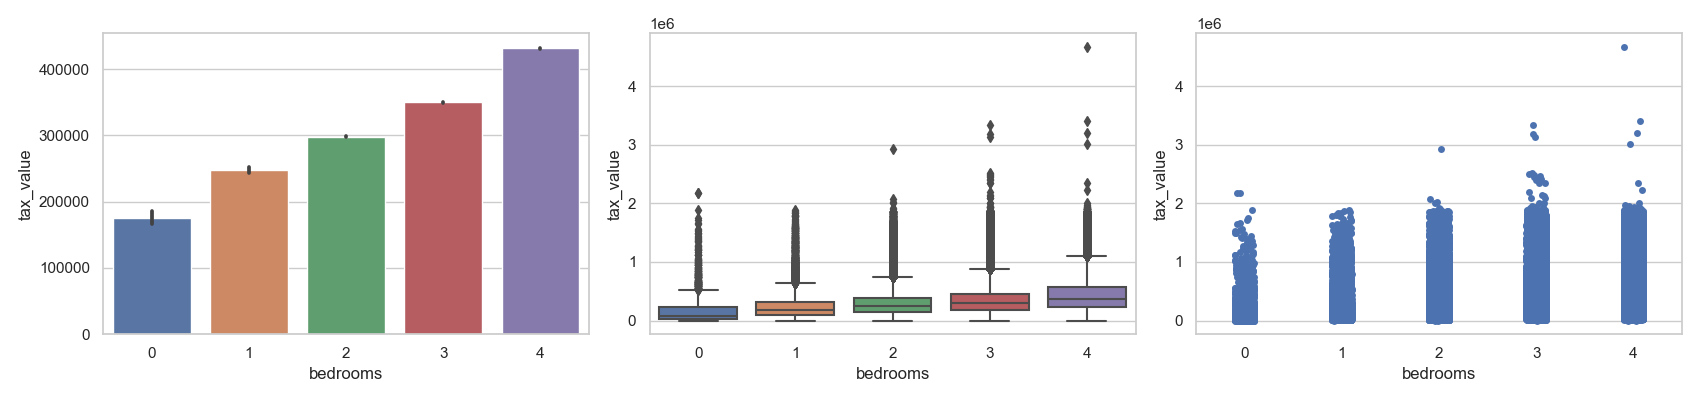 400000
300000
200000
100000
0
tax_value
0 1 2 3 4
bedrooms
1e6
4
3
2
1
0
tax_value
0 1 2 3 4
bedrooms
1e6
4
3
2
1
0
tax_value
0 1 2 3 4
bedrooms